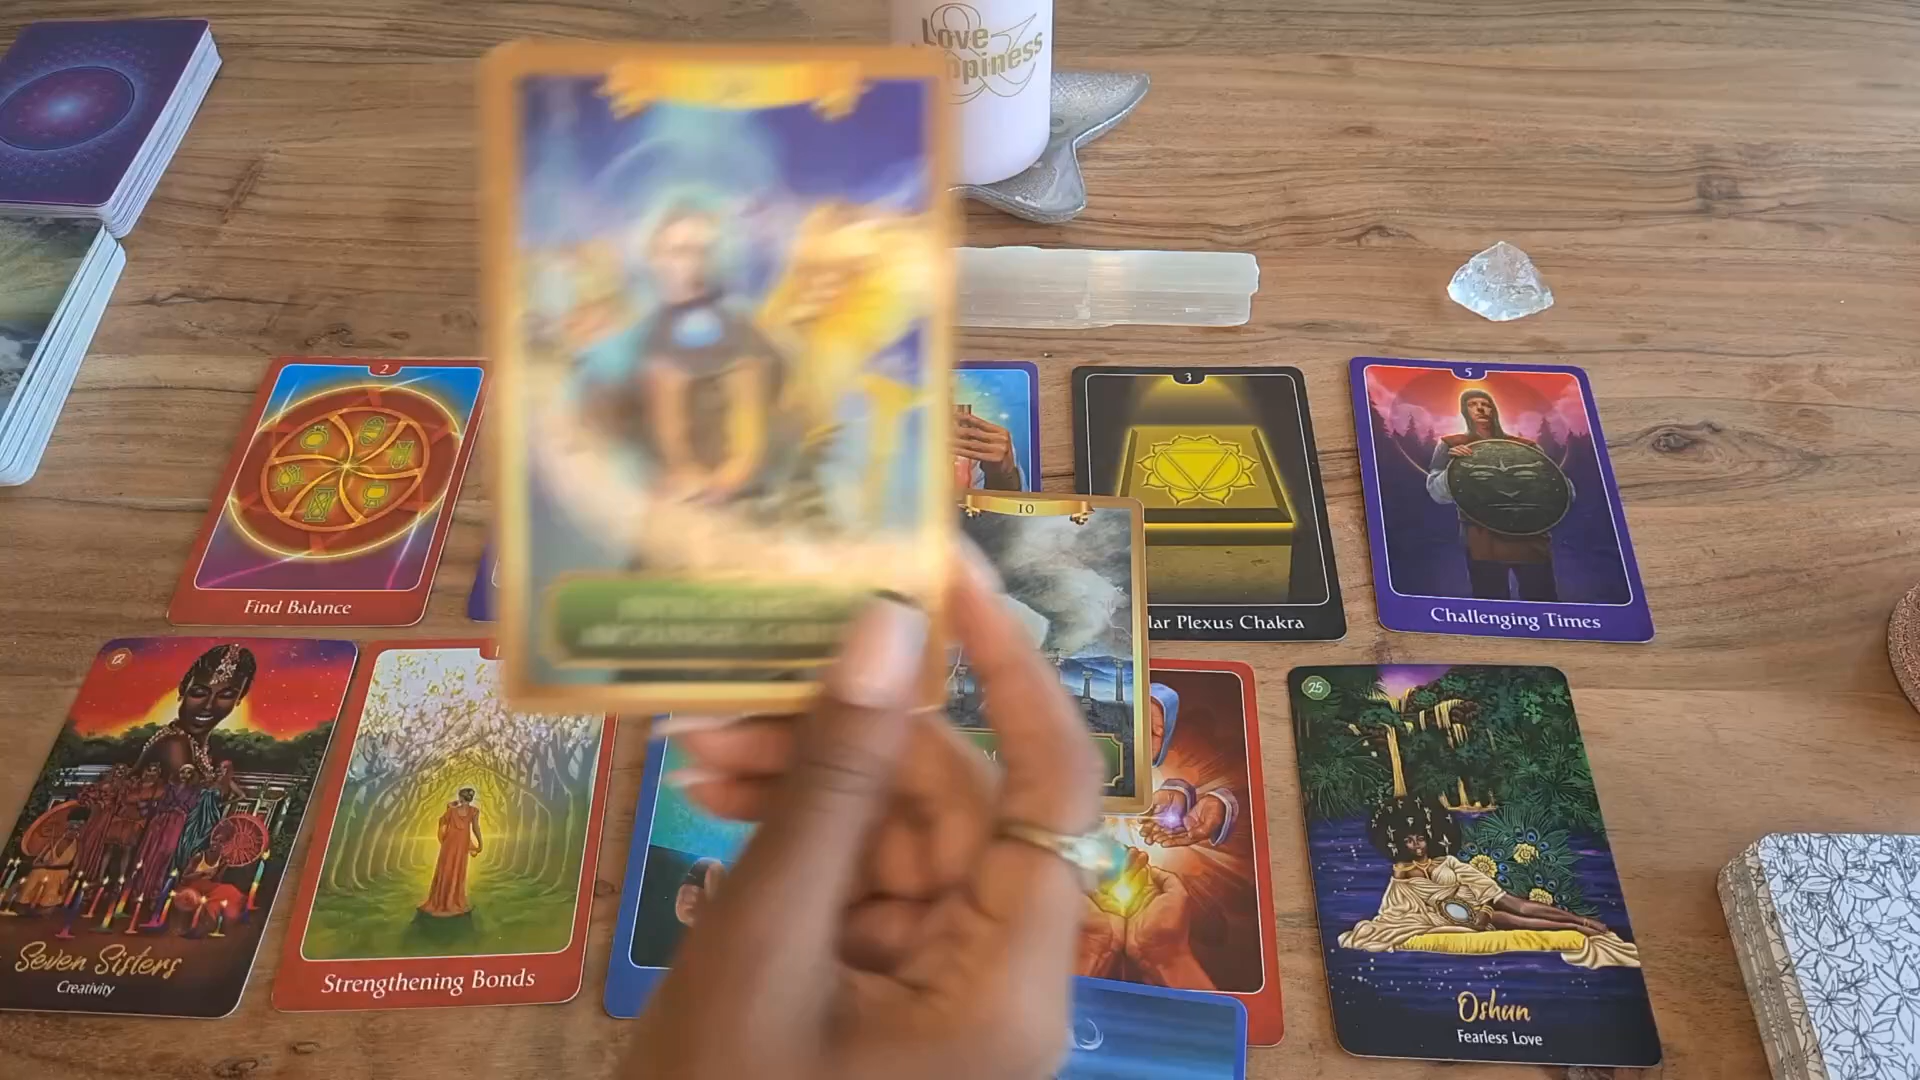 Love
&
ppiness
2
3
5
10
Find Balance
lar Plexus Chakra
Challenging Times
12
25
Seven Sisters
Creativity
Strengthening Bonds
Oshun
Fearless Love